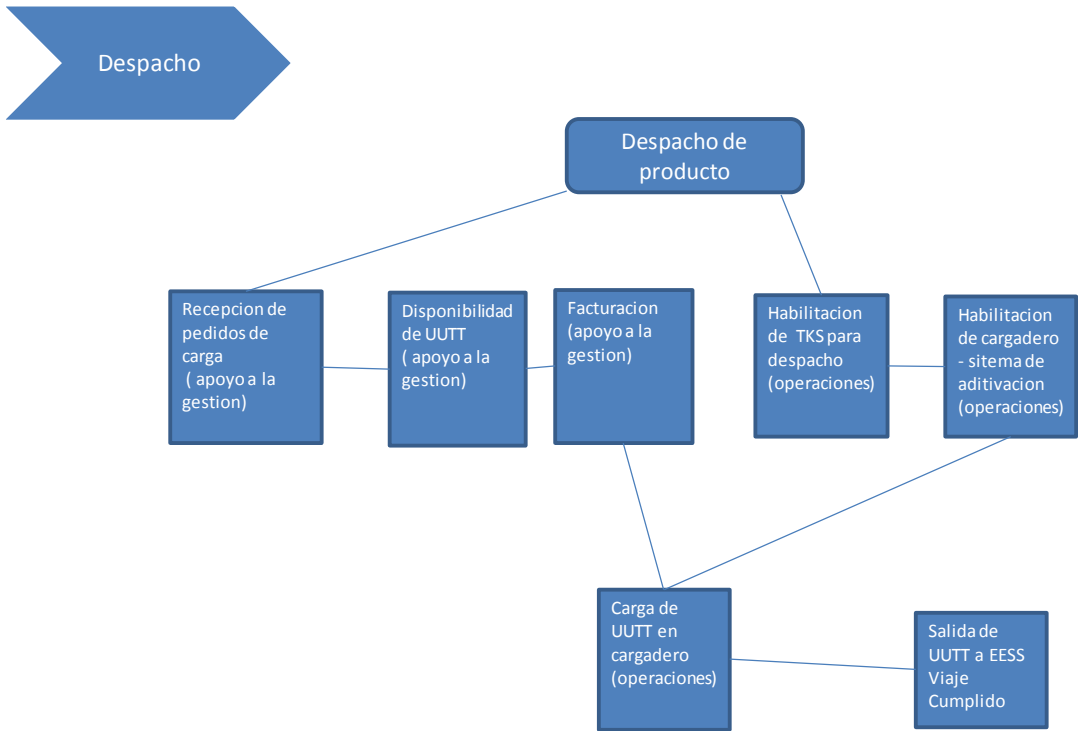 Despacho
Despacho de
producto
Recepcion de
pedidos de
carga
( apoyo a la
gestion)
Disponibilidad
de UUTT
( apoyo a la
gestion)
Facturacion
(apoyo a la
gestion)
Habilitacion
de TKS para
despacho
(operaciones)
Habilitacion
de cargadero
- sitema de
aditivacion
(operaciones)
Carga de
UUTT en
cargadero
(operaciones)
Salida de
UUTT a EESS
Viaje
Cumplido